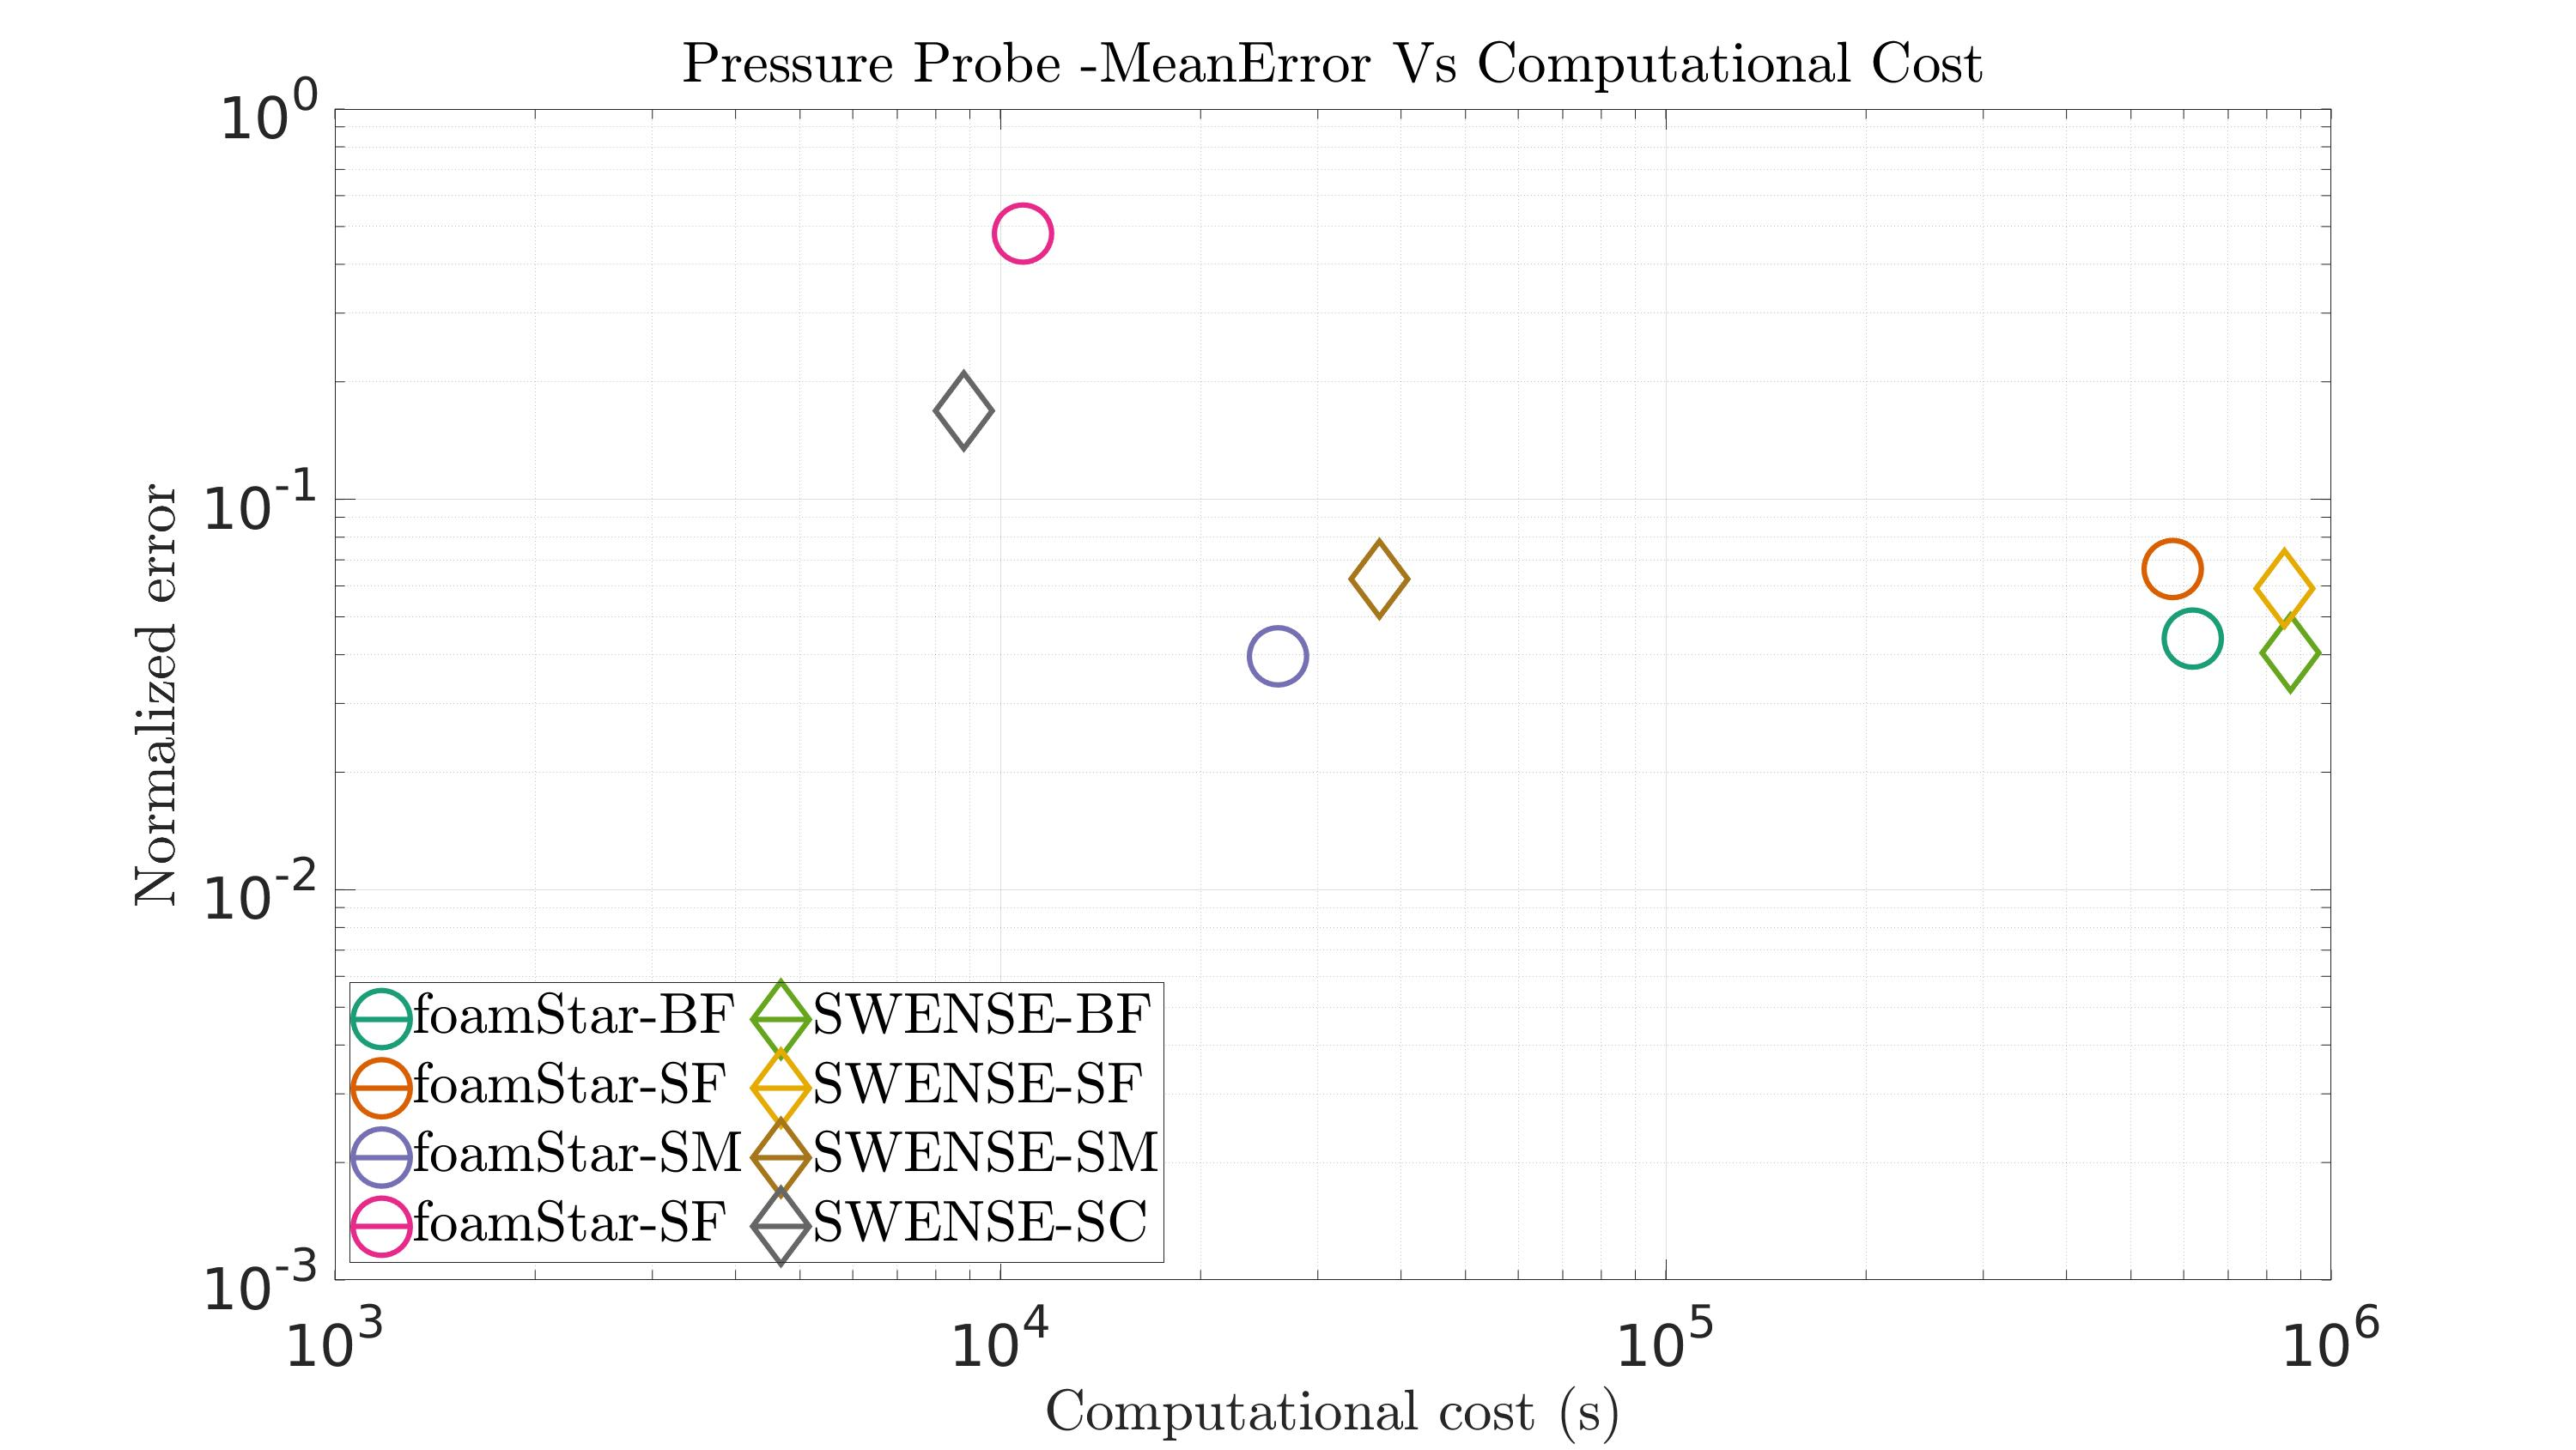 Pressure Probe -MeanError Vs Computational Cost
10^0
10^-1
10^-2
10^-3
Normalized error
foamStar-BF
foamStar-SF
foamStar-SM
foamStar-SF
SWENSE-BF
SWENSE-SF
SWENSE-SM
SWENSE-SC
10^3
10^4
10^5
10^6
Computational cost (s)